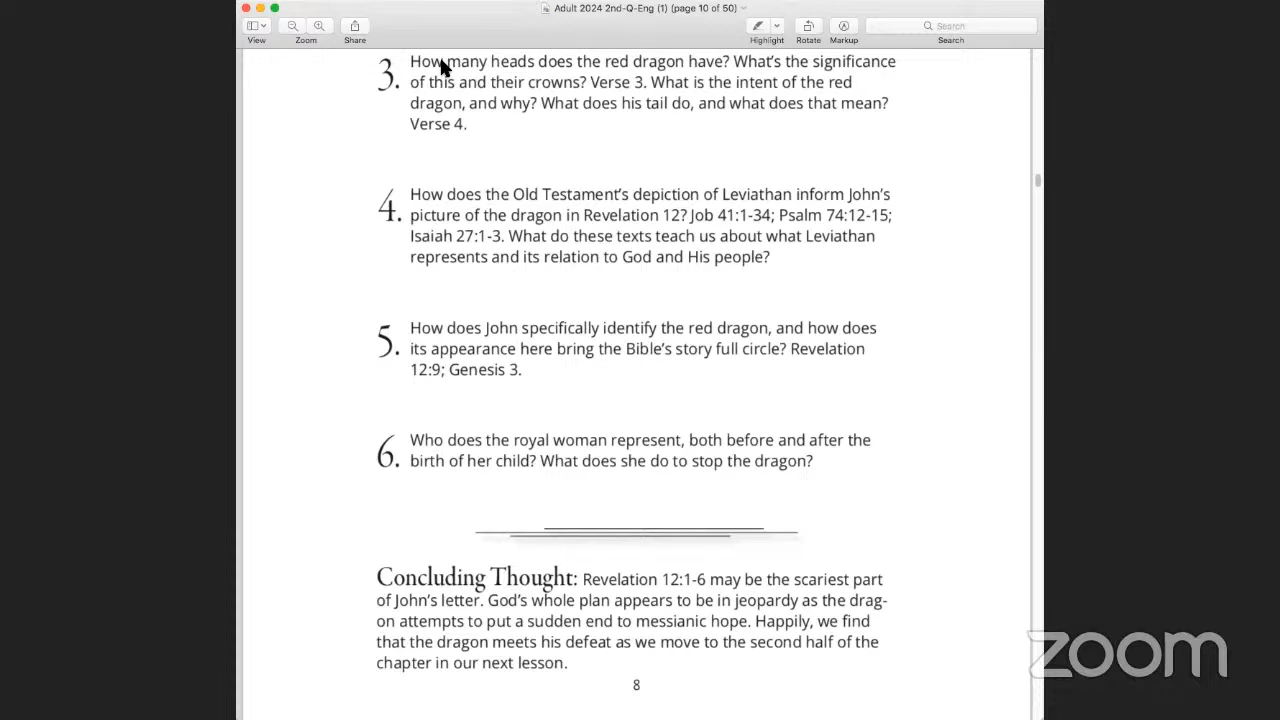 Adult 2024 2nd-Q-Eng (1) (page 10 of 50)
View
Zoom
Share
Highlight
Rotate
Markup
Search
Search
3. How many heads does the red dragon have? What's the significance
of this and their crowns? Verse 3. What is the intent of the red
dragon, and why? What does his tail do, and what does that mean?
Verse 4.
4. How does the Old Testament's depiction of Leviathan inform John's
picture of the dragon in Revelation 12? Job 41:1-34; Psalm 74:12-15;
Isaiah 27:1-3. What do these texts teach us about what Leviathan
represents and its relation to God and His people?
5. How does John specifically identify the red dragon, and how does
its appearance here bring the Bible's story full circle? Revelation
12:9; Genesis 3.
6. Who does the royal woman represent, both before and after the
birth of her child? What does she do to stop the dragon?
Concluding Thought: Revelation 12:1-6 may be the scariest part
of John's letter. God's whole plan appears to be in jeopardy as the drag-
on attempts to put a sudden end to messianic hope. Happily, we find
that the dragon meets his defeat as we move to the second half of the
chapter in our next lesson.
8
zoom